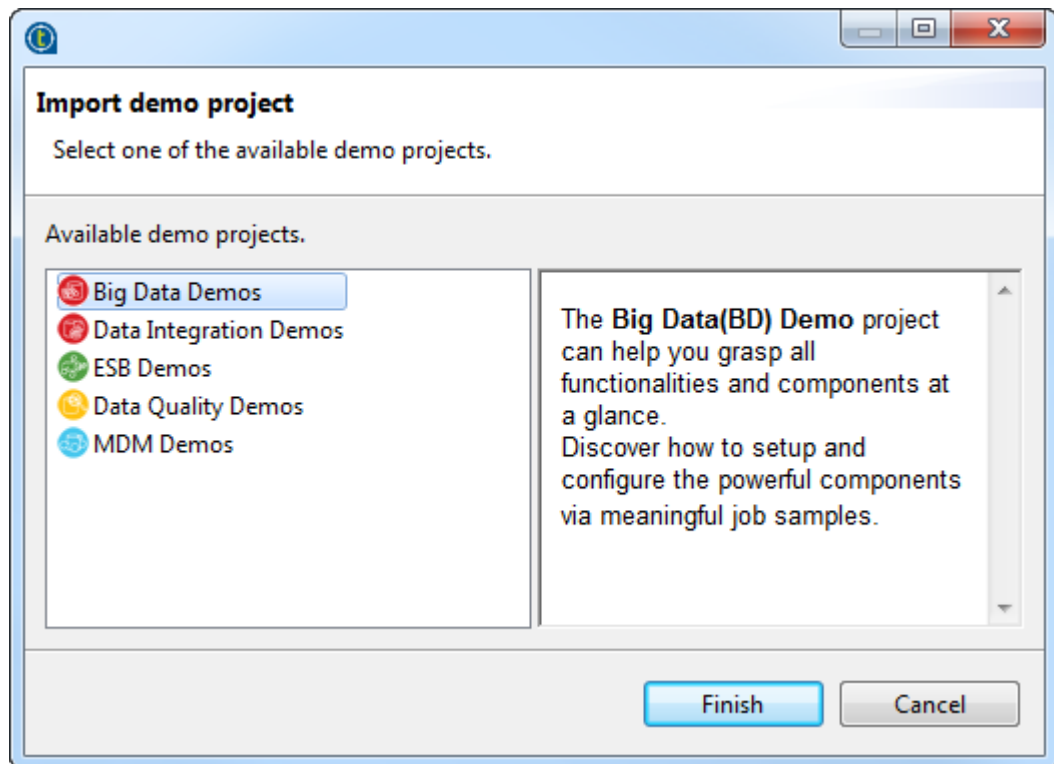 Import demo project
Select one of the available demo projects.
Available demo projects.
Big Data Demos
Data Integration Demos
ESB Demos
Data Quality Demos
MDM Demos
The Big Data(BD) Demo project
can help you grasp all
functionalities and components at
a glance.
Discover how to setup and
configure the powerful components
via meaningful job samples.
Finish
Cancel